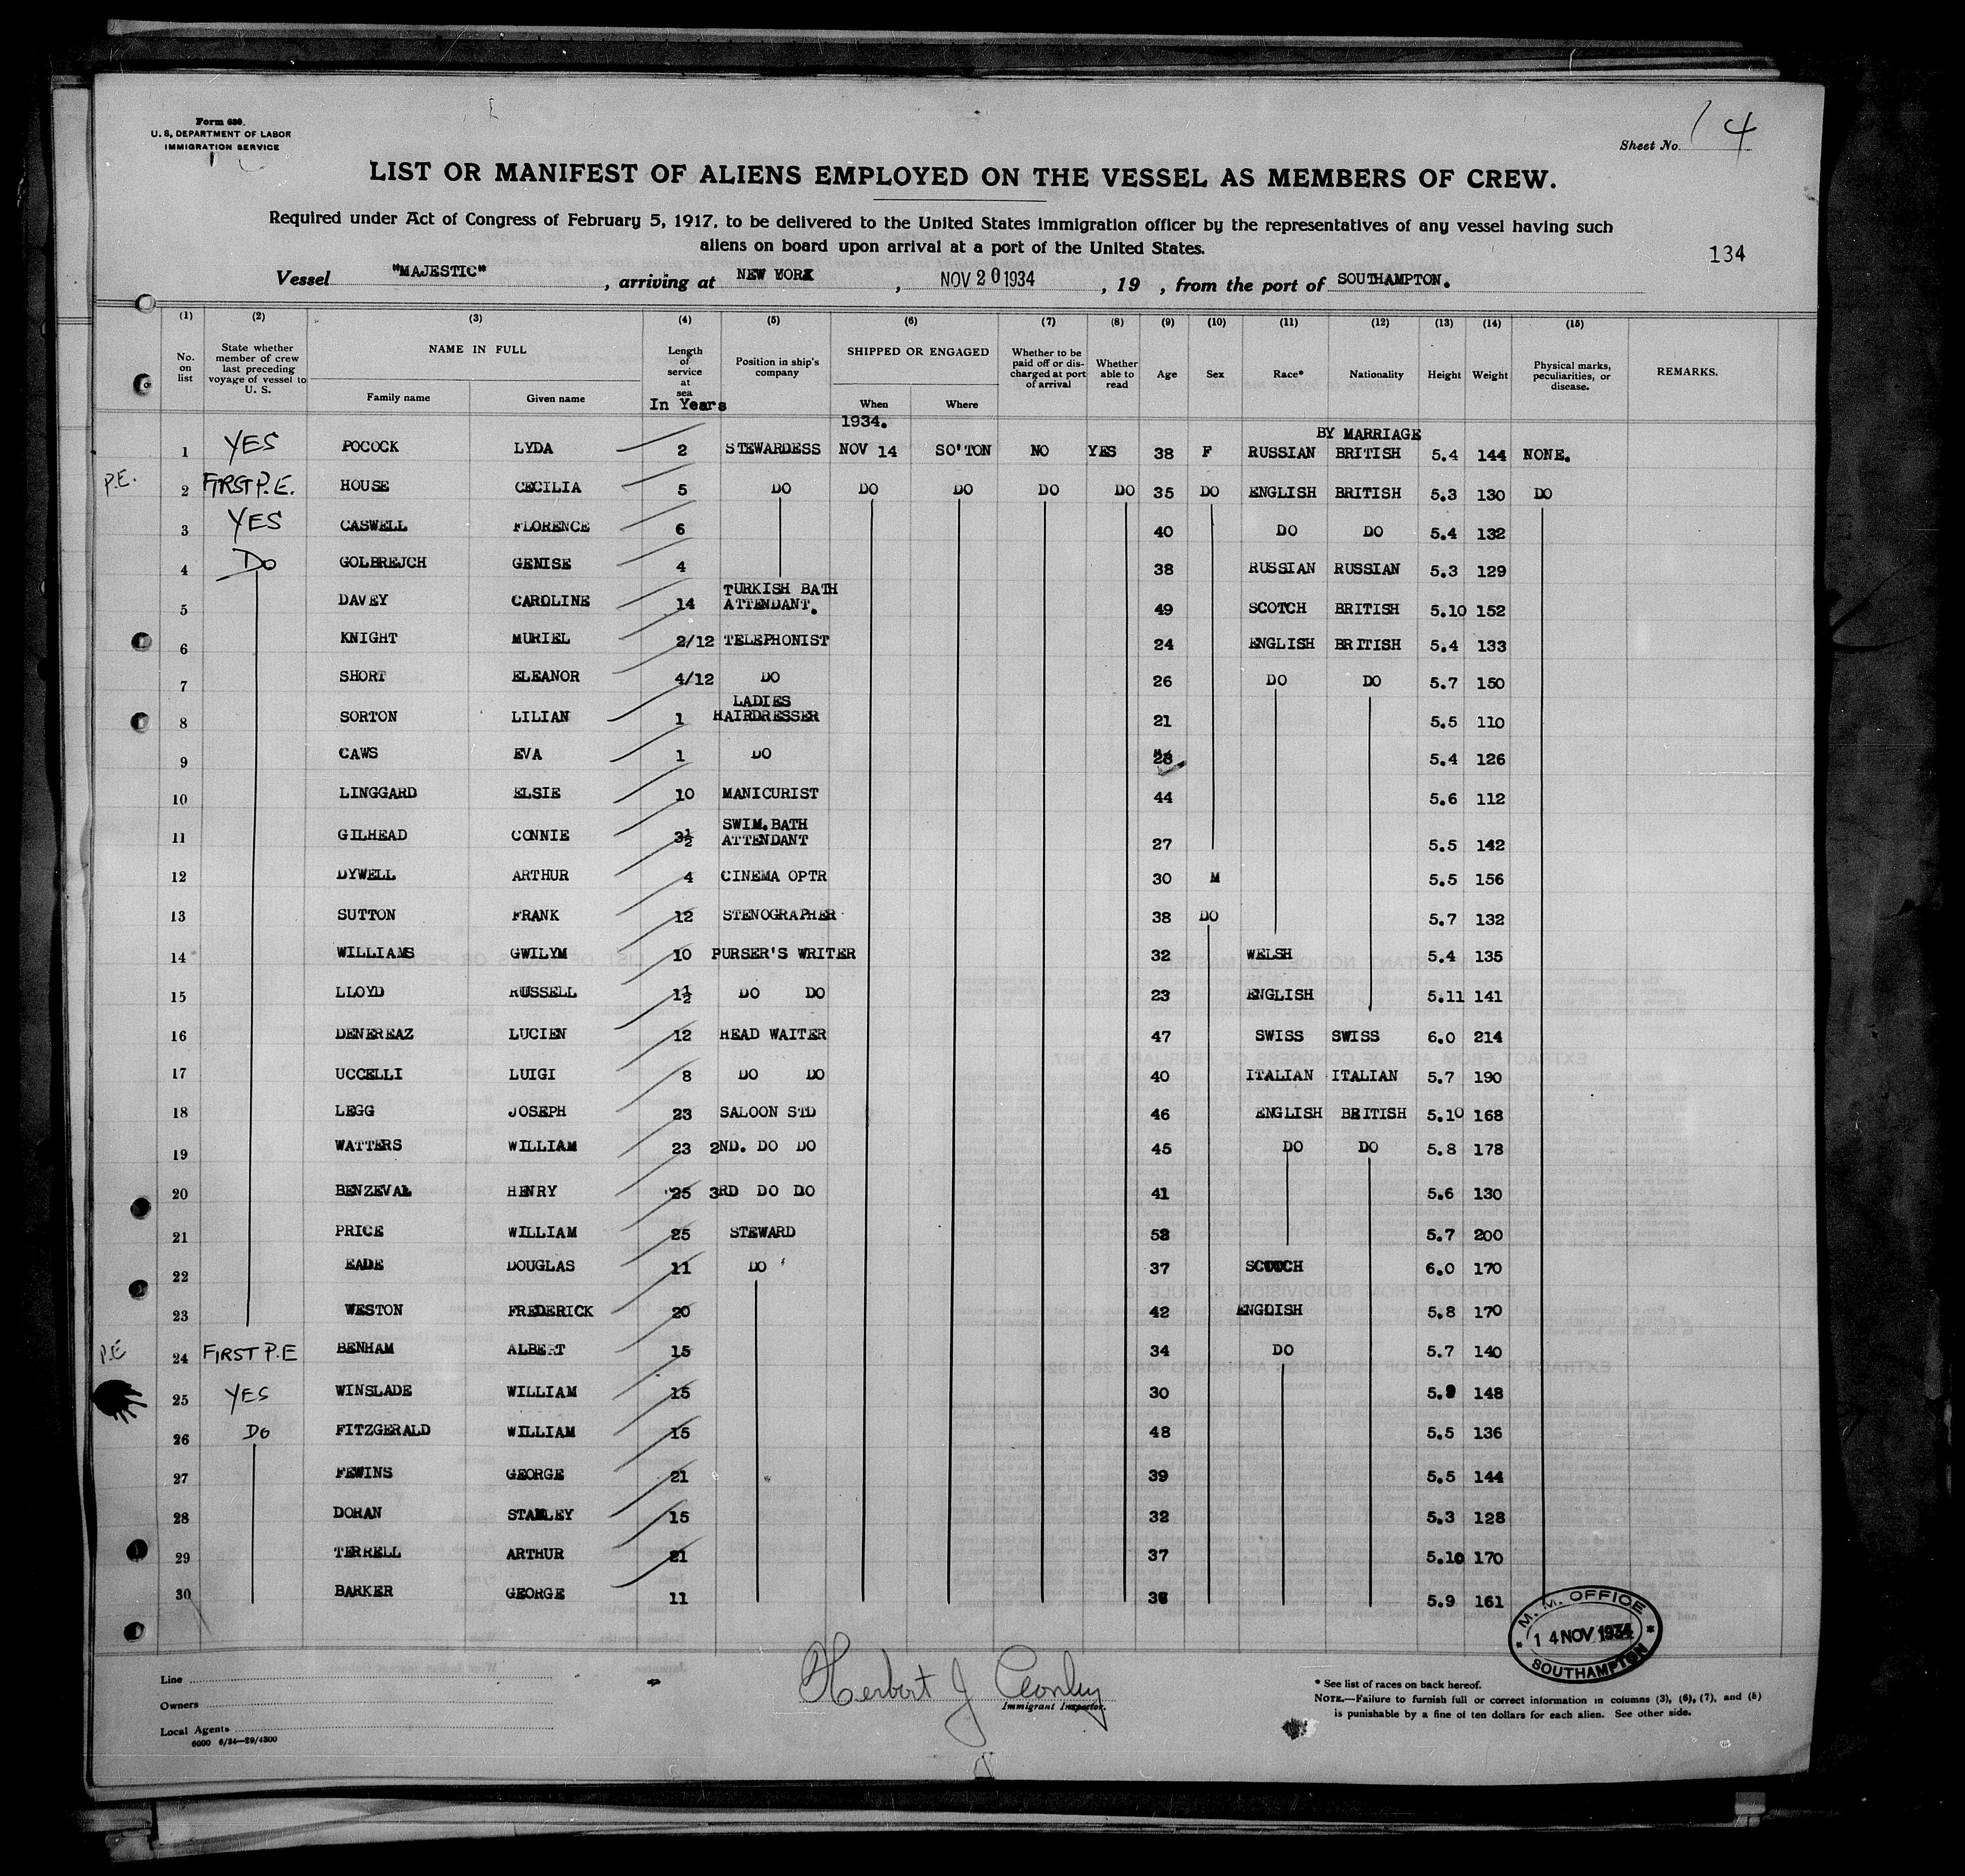 Form 680.
U. S. DEPARTMENT OF LABOR
IMMIGRATION SERVICE
Sheet No. 4
LIST OR MANIFEST OF ALIENS EMPLOYED ON THE VESSEL AS MEMBERS OF CREW.
Required under Act of Congress of February 5, 1917, to be delivered to the United States immigration officer by the representatives of any vessel having such
aliens on board upon arrival at a port of the United States.
134
Vessel "MAJESTIC", arriving at NEW YORK, NOV 20 1934, 19 , from the port of SOUTHAMPTON.
(1) (2) (3) (4) (5) (6) (7) (8) (9) (10) (11) (12) (13) (14) (15)
No. on list State whether member of crew last preceding voyage of vessel to U. S. NAME IN FULL Family name Given name Length of service at sea In Years Position in ship's company SHIPPED OR ENGAGED When Where Whether to be paid off or discharged at port of arrival Whether able to read Age Sex Race* Nationality Height Weight Physical marks, peculiarities, or disease. REMARKS.
1934.
BY MARRIAGE
1 YES POCOCK LYDA 2 STEWARDESS NOV 14 SO'TON NO YES 38 F RUSSIAN BRITISH 5.4 144 NONE.
P.E. 2 FIRST P.E. HOUSE CECILIA 5 DO DO DO DO DO 35 DO ENGLISH BRITISH 5.3 130 DO
3 YES CASWELL FLORENCE 6 40 DO DO 5.4 132
4 Do GOLBREJCH GENISE 4 38 RUSSIAN RUSSIAN 5.3 129
5 DAVEY CAROLINE 14 TURKISH BATH ATTENDANT. 49 SCOTCH BRITISH 5.10 152
6 KNIGHT MURIEL 2/12 TELEPHONIST 24 ENGLISH BRITISH 5.4 133
7 SHORT ELEANOR 4/12 DO 26 DO DO 5.7 150
8 SORTON LILIAN 1 LADIES HAIRDRESSER 21 5.5 110
9 CAWS EVA 1 DO 28 5.4 126
10 LINGGARD ELSIE 10 MANICURIST 44 5.6 112
11 GILHEAD CONNIE 3½ SWIM. BATH ATTENDANT 27 5.5 142
12 DYWELL ARTHUR 4 CINEMA OPTR 30 M 5.5 156
13 SUTTON FRANK 12 STENOGRAPHER 38 DO 5.7 132
14 WILLIAMS GWILYM 10 PURSER'S WRITER 32 WELSH 5.4 135
15 LLOYD RUSSELL 1½ DO DO 23 ENGLISH 5.11 141
16 DENEREAZ LUCIEN 12 HEAD WAITER 47 SWISS SWISS 6.0 214
17 UCCELLI LUIGI 8 DO DO 40 ITALIAN ITALIAN 5.7 190
18 LEGG JOSEPH 23 SALOON STD 46 ENGLISH BRITISH 5.10 168
19 WATTERS WILLIAM 23 2ND. DO DO 45 DO DO 5.8 178
20 BENZEVAL HENRY 25 3RD DO DO 41 5.6 130
21 PRICE WILLIAM 25 STEWARD 52 5.7 200
22 EADE DOUGLAS 11 DO 37 SCOTCH 6.0 170
23 WESTON FREDERICK 20 42 ENGLISH 5.8 170
P.E 24 FIRST P.E BENHAM ALBERT 15 34 DO 5.7 140
25 YES WINSLADE WILLIAM 15 30 5.9 148
26 Do FITZGERALD WILLIAM 15 48 5.5 136
27 FEWINS GEORGE 21 39 5.5 144
28 DORAN STANLEY 15 32 5.3 128
29 TERRELL ARTHUR 21 37 5.10 170
30 BARKER GEORGE 11 36 5.9 161
M. M. OFFICE
14 NOV 1934
SOUTHAMPTON
Line
Owners
Local Agents
6000 6/34—29/4300
Herbert J
Immigrant Inspector.
* See list of races on back hereof.
NOTE.—Failure to furnish full or correct information in columns (3), (6), (7), and (8)
is punishable by a fine of ten dollars for each alien. See other side.